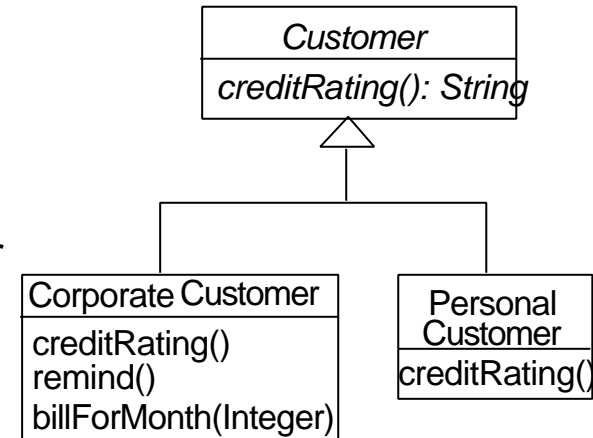 Customer
creditRating(): String
Corporate Customer
creditRating()
remind()
billForMonth(Integer)
Personal
Customer
creditRating()